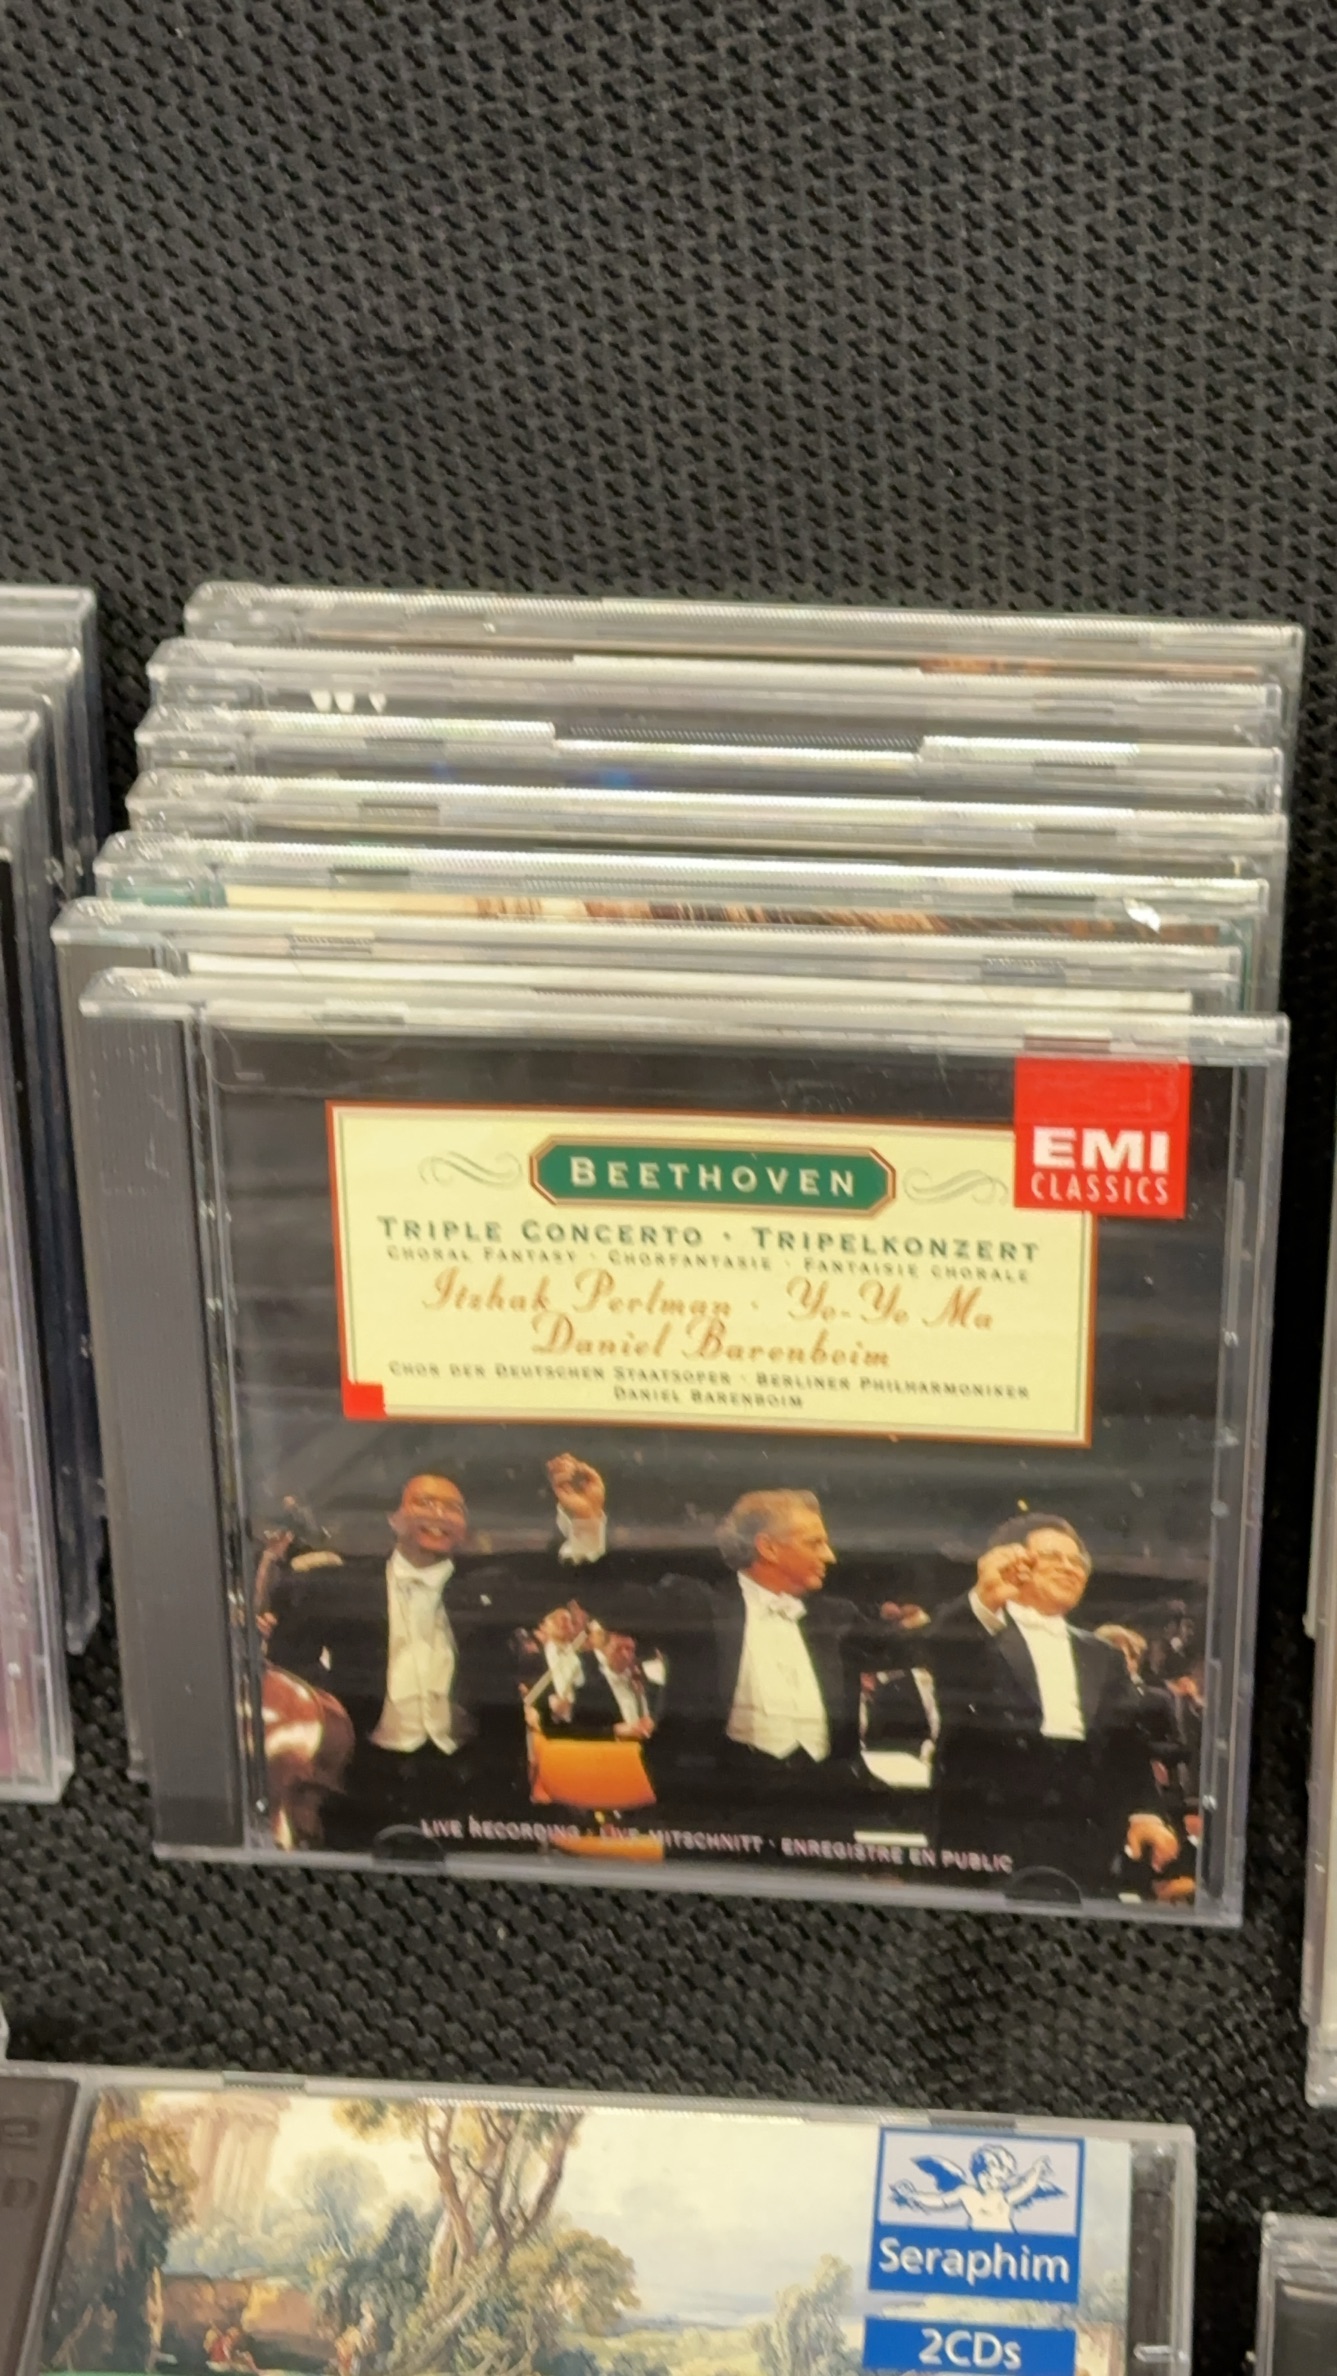 EMI
CLASSICS
BEETHOVEN
TRIPLE CONCERTO · TRIPELKONZERT
CHORAL FANTASY · CHORFANTASIE · FANTAISIE CHORALE
Itzhak Perlman · Yo-Yo Ma
Daniel Barenboim
CHOR DER DEUTSCHEN STAATSOPER · BERLINER PHILHARMONIKER
DANIEL BARENBOIM
LIVE RECORDING · LIVE MITSCHNITT · ENREGISTRE EN PUBLIC
Seraphim
2CDs